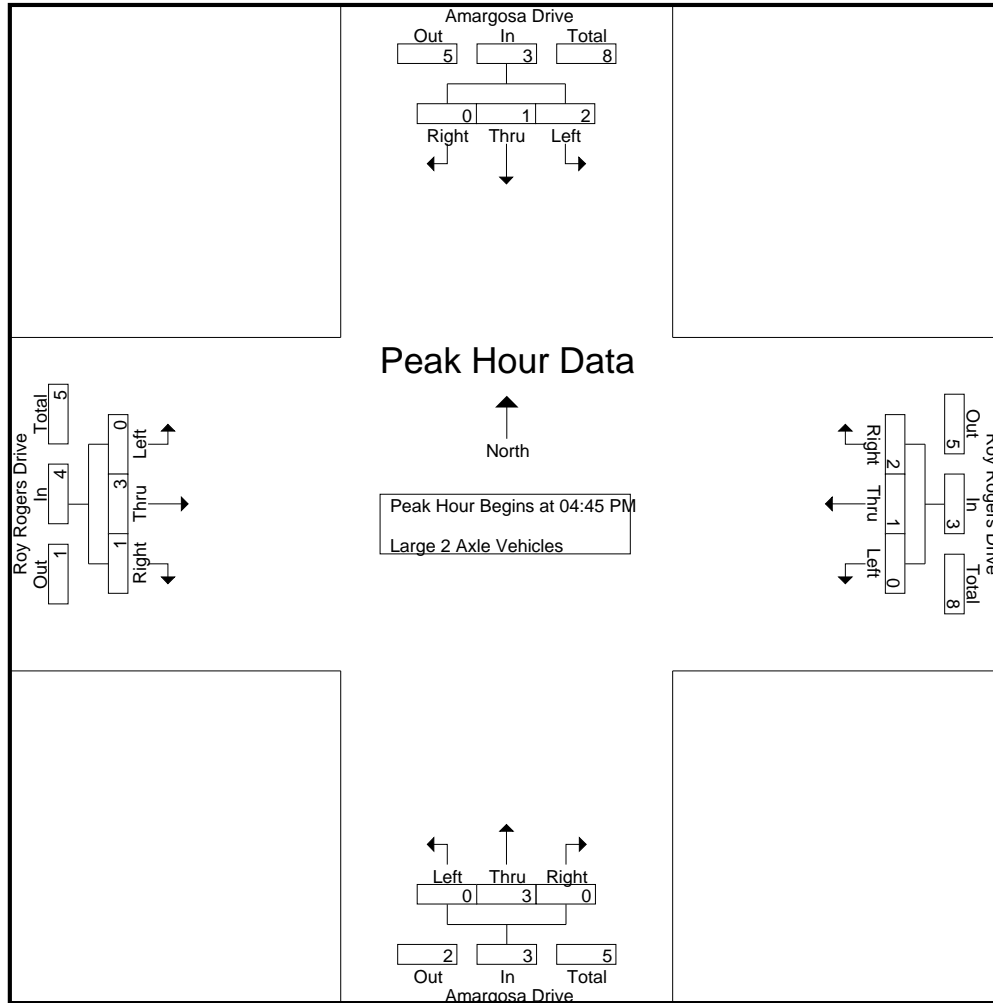 Amargosa Drive
Out In Total
5 3 8
0 1 2
Right Thru Left
Peak Hour Data
North
Peak Hour Begins at 04:45 PM
Large 2 Axle Vehicles
Roy Rogers Drive
Total In Out
5 4 1
0 3 1
Left Thru Right
Roy Rogers Drive
Out In Total
5 3 8
2 1 0
Right Thru Left
Left Thru Right
0 3 0
2 3 5
Out In Total
Amargosa Drive